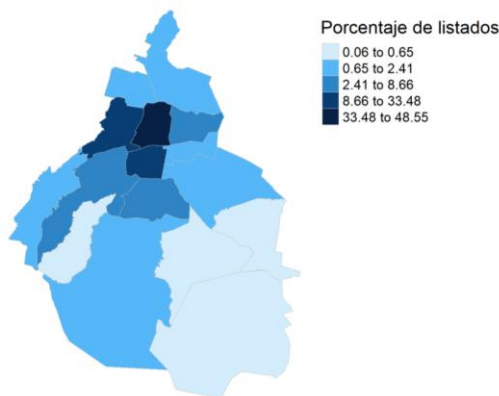 Porcentaje de listados
0.06 to 0.65
0.65 to 2.41
2.41 to 8.66
8.66 to 33.48
33.48 to 48.55